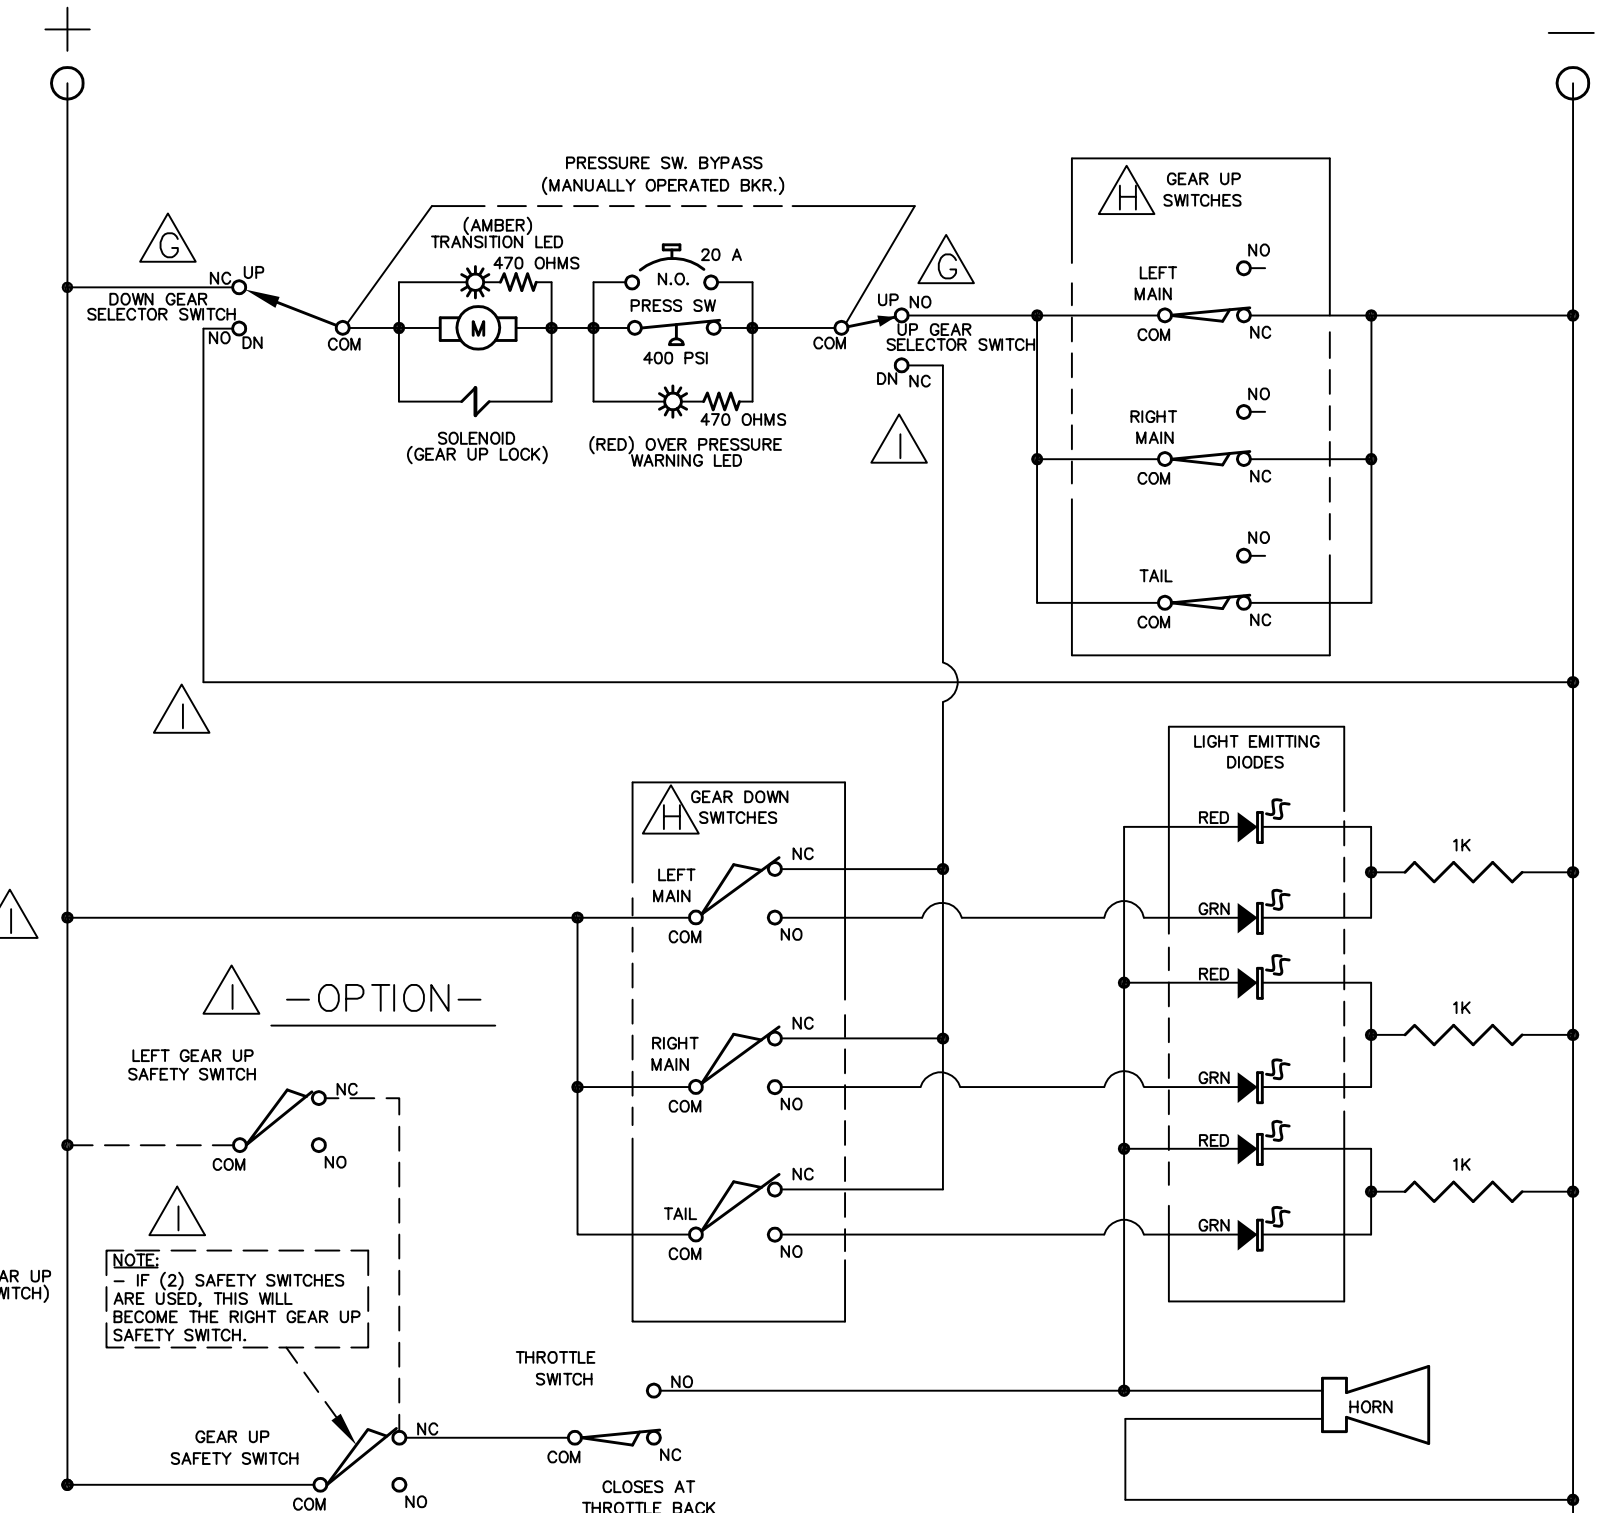 PRESSURE SW. BYPASS
(MANUALLY OPERATED BKR.)
H
GEAR UP
SWITCHES
G
(AMBER)
TRANSITION LED
470 OHMS
20 A
N.O.
G
NO
NC UP
LEFT
MAIN
DOWN GEAR
SELECTOR SWITCH
NO DN
COM
M
PRESS SW
400 PSI
COM
UP NO
UP GEAR
SELECTOR SWITCH
DN NC
COM
NC
SOLENOID
(GEAR UP LOCK)
(RED) OVER PRESSURE
WARNING LED
470 OHMS
I
NO
RIGHT
MAIN
COM
NC
NO
TAIL
COM
NC
I
LIGHT EMITTING
DIODES
H
GEAR DOWN
SWITCHES
RED
1K
NC
LEFT
MAIN
COM
NO
GRN
I
I
-OPTION-
RED
1K
LEFT GEAR UP
SAFETY SWITCH
NC
COM
NO
NC
RIGHT
MAIN
COM
NO
GRN
RED
1K
I
NC
TAIL
COM
NO
GRN
AR UP
WITCH)
NOTE:
- IF (2) SAFETY SWITCHES
ARE USED, THIS WILL
BECOME THE RIGHT GEAR UP
SAFETY SWITCH.
THROTTLE
SWITCH
NO
HORN
GEAR UP
SAFETY SWITCH
NC
COM
NO
COM
NC
CLOSES AT
THROTTLE BACK